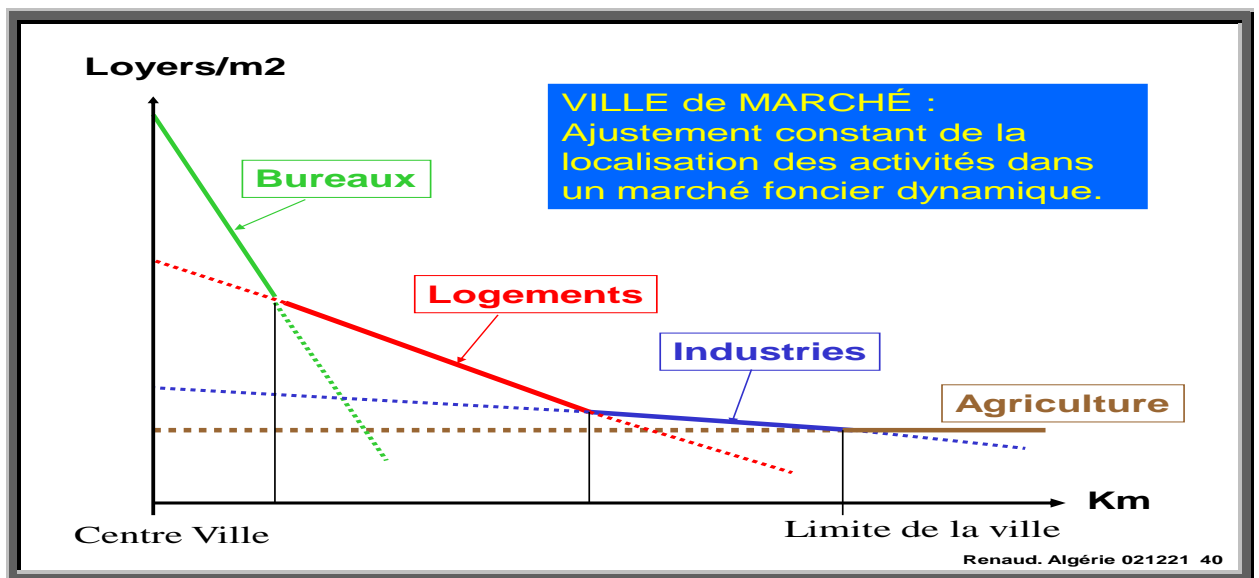 Loyers/m2
VILLE de MARCHÉ :
Ajustement constant de la
localisation des activités dans
un marché foncier dynamique.
Bureaux
Logements
Industries
Agriculture
Km
Centre Ville
Limite de la ville
Renaud. Algérie 021221 40